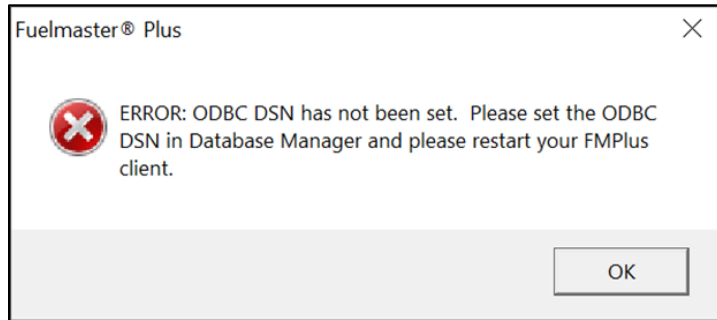 Fuelmaster® Plus
ERROR: ODBC DSN has not been set.  Please set the ODBC
DSN in Database Manager and please restart your FMPlus
client.
OK